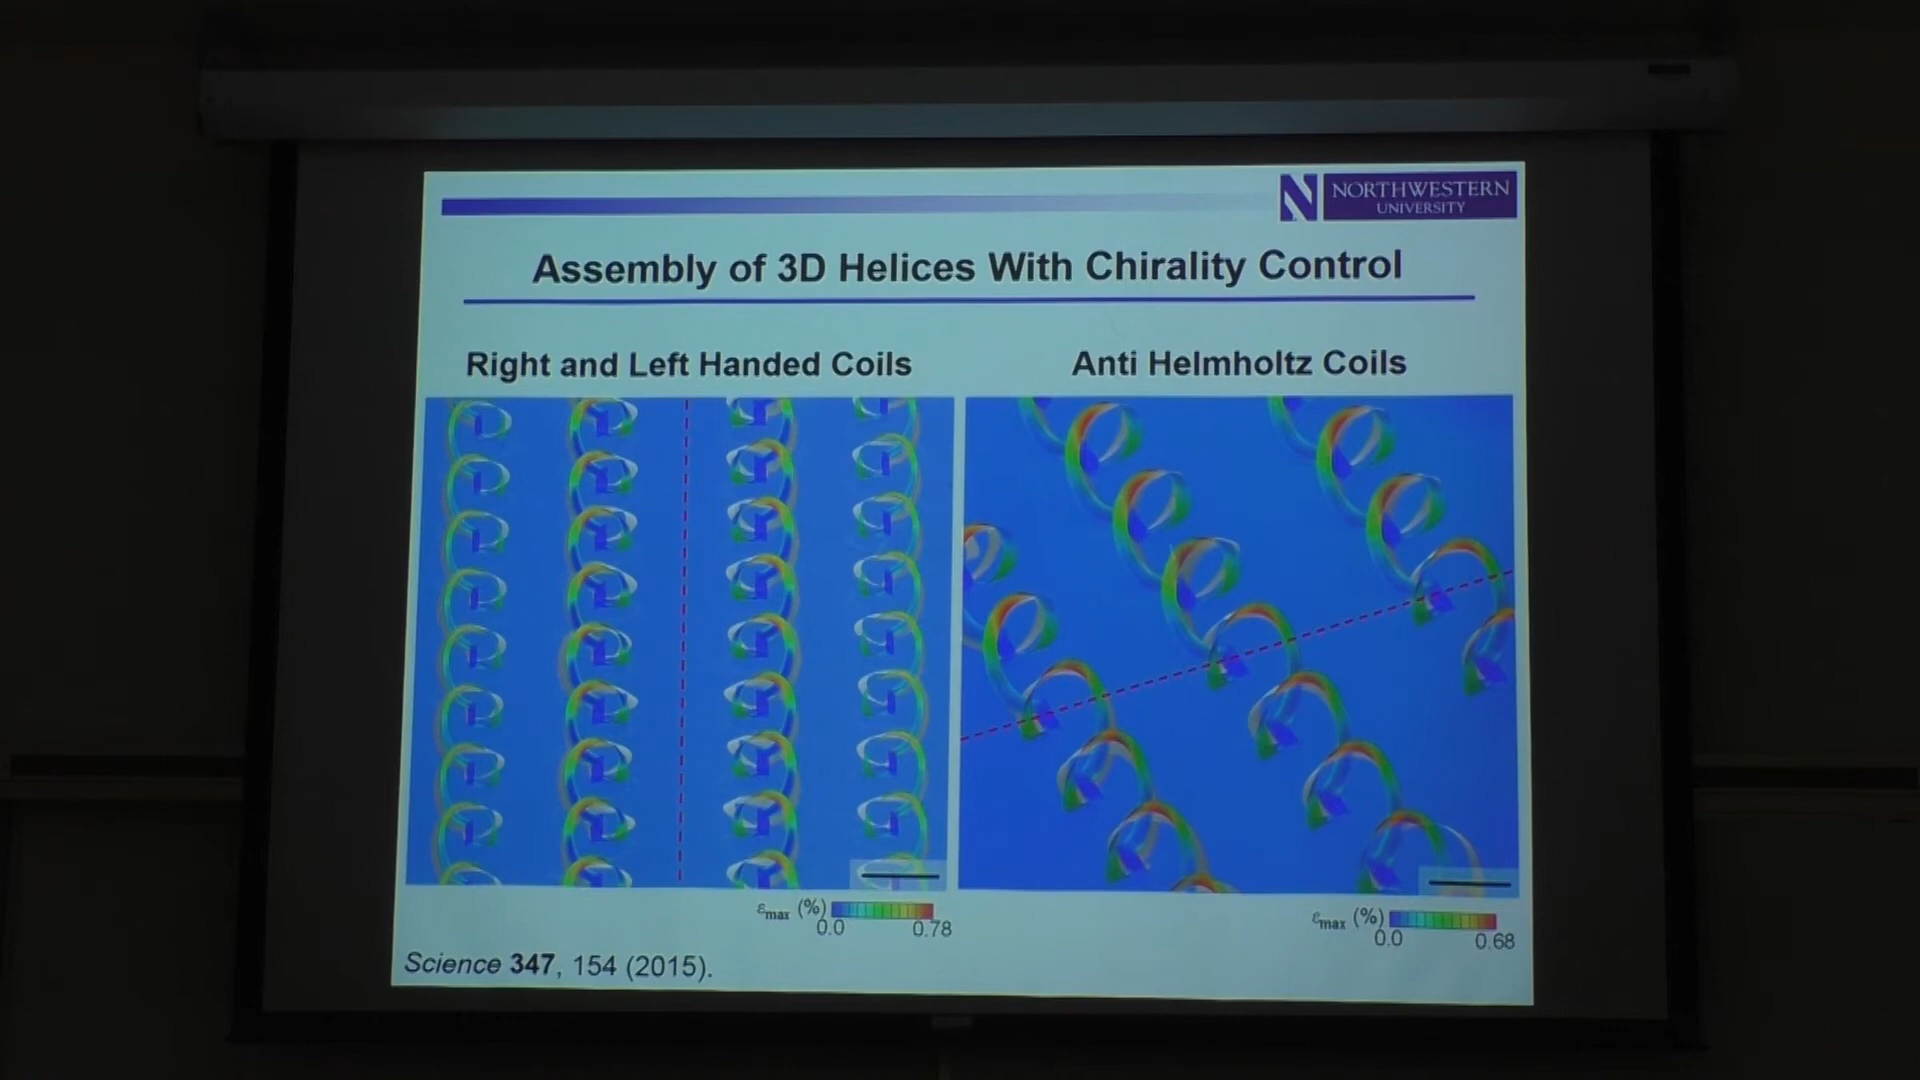 NORTHWESTERN
UNIVERSITY
Assembly of 3D Helices With Chirality Control
Right and Left Handed Coils
Anti Helmholtz Coils
εmax (%)
0.0
0.78
εmax (%)
0.0
0.68
Science 347, 154 (2015).